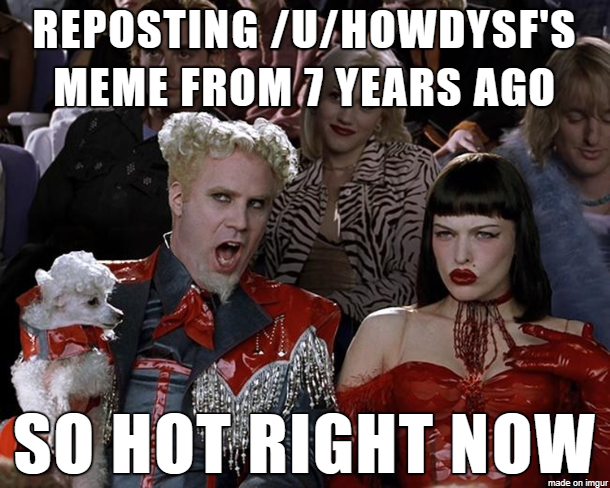 REPOSTING /U/HOWDYSF'S
MEME FROM 7 YEARS AGO
SO HOT RIGHT NOW
made on imgur